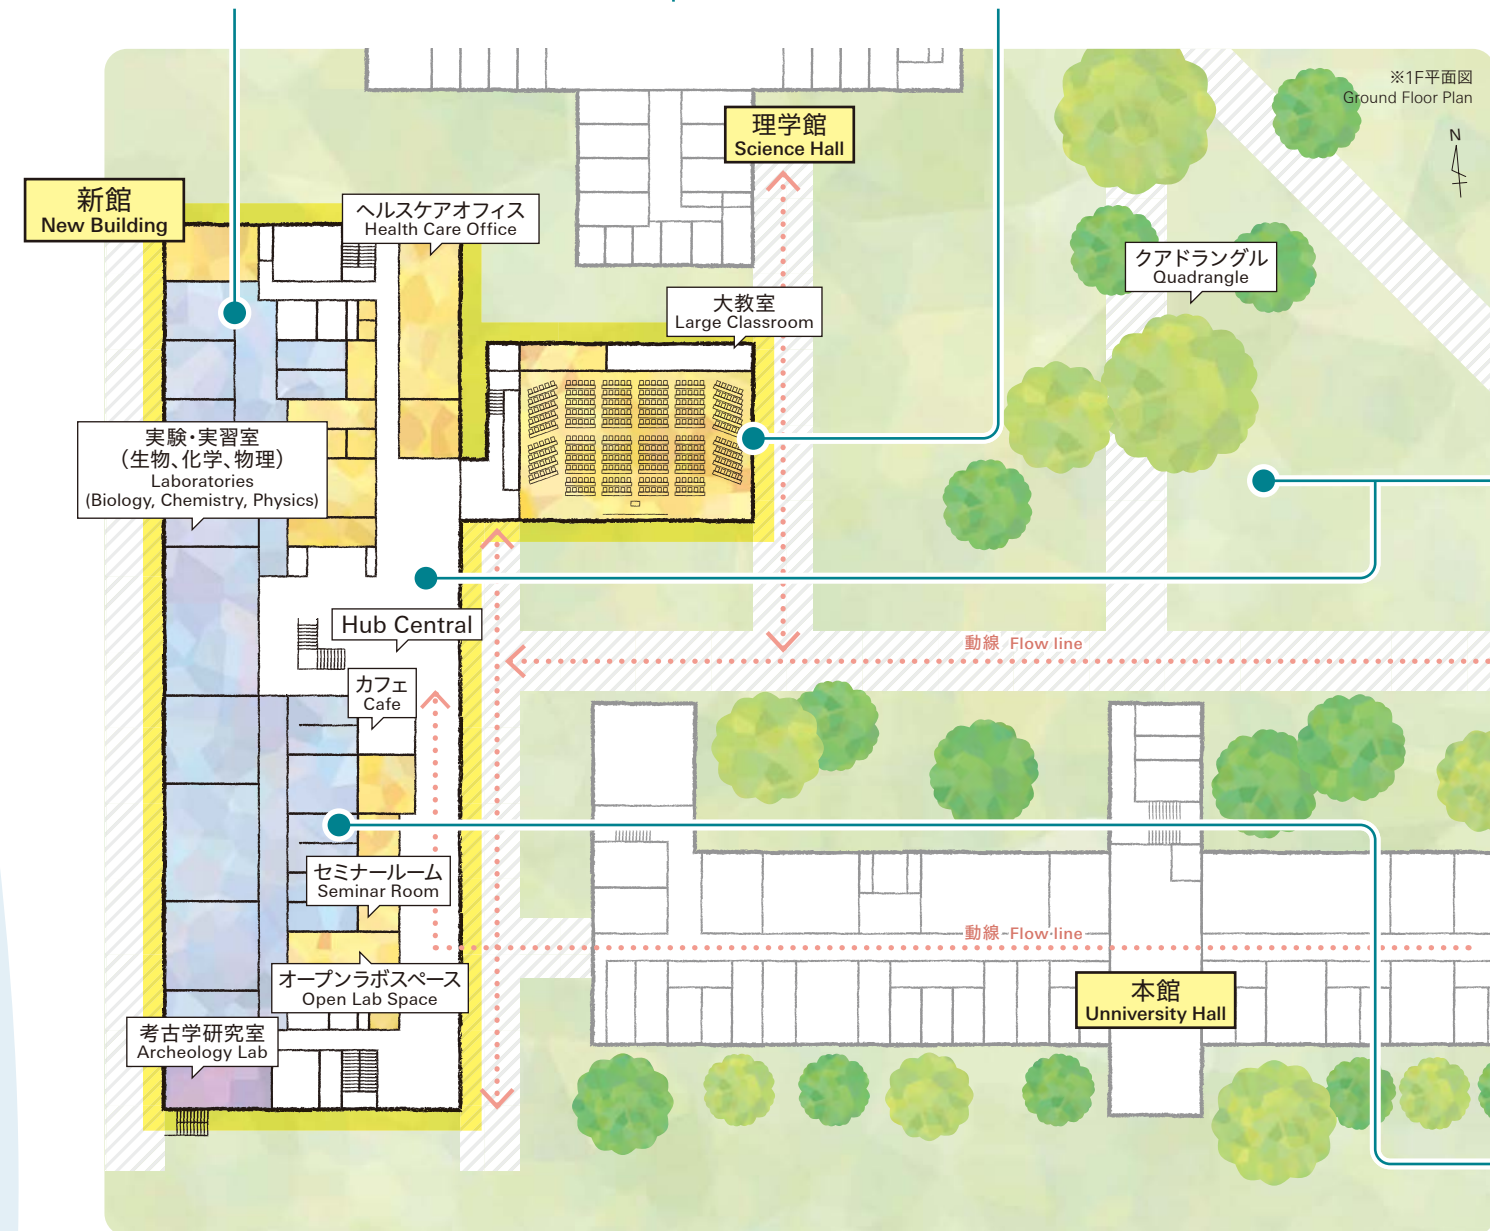 ※1F平面図
Ground Floor Plan
N
理学館
Science Hall
新館
New Building
ヘルスケアオフィス
Health Care Office
クアドラングル
Quadrangle
大教室
Large Classroom
実験・実習室
（生物、化学、物理）
Laboratories
(Biology, Chemistry, Physics)
Hub Central
動線 Flow line
カフェ
Cafe
セミナールーム
Seminar Room
動線 Flow line
オープンラボスペース
Open Lab Space
本館
Unniversity Hall
考古学研究室
Archeology Lab